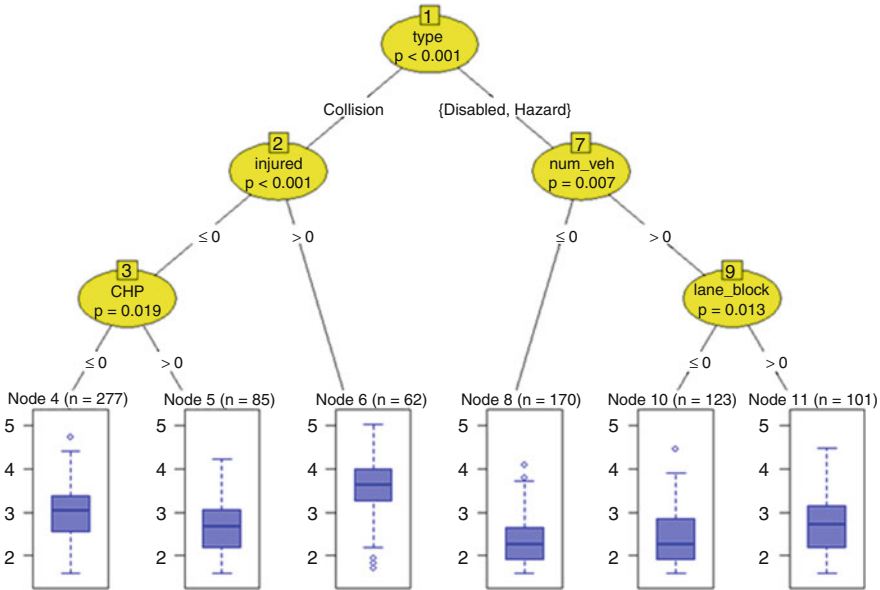 1
type
p < 0.001
Collision
{Disabled, Hazard}
2
injured
p < 0.001
7
num_veh
p = 0.007
≤ 0
> 0
≤ 0
> 0
3
CHP
p = 0.019
9
lane_block
p = 0.013
≤ 0
> 0
≤ 0
> 0
Node 4 (n = 277)
Node 5 (n = 85)
Node 6 (n = 62)
Node 8 (n = 170)
Node 10 (n = 123)
Node 11 (n = 101)
5
4
3
2
5
4
3
2
5
4
3
2
5
4
3
2
5
4
3
2
5
4
3
2